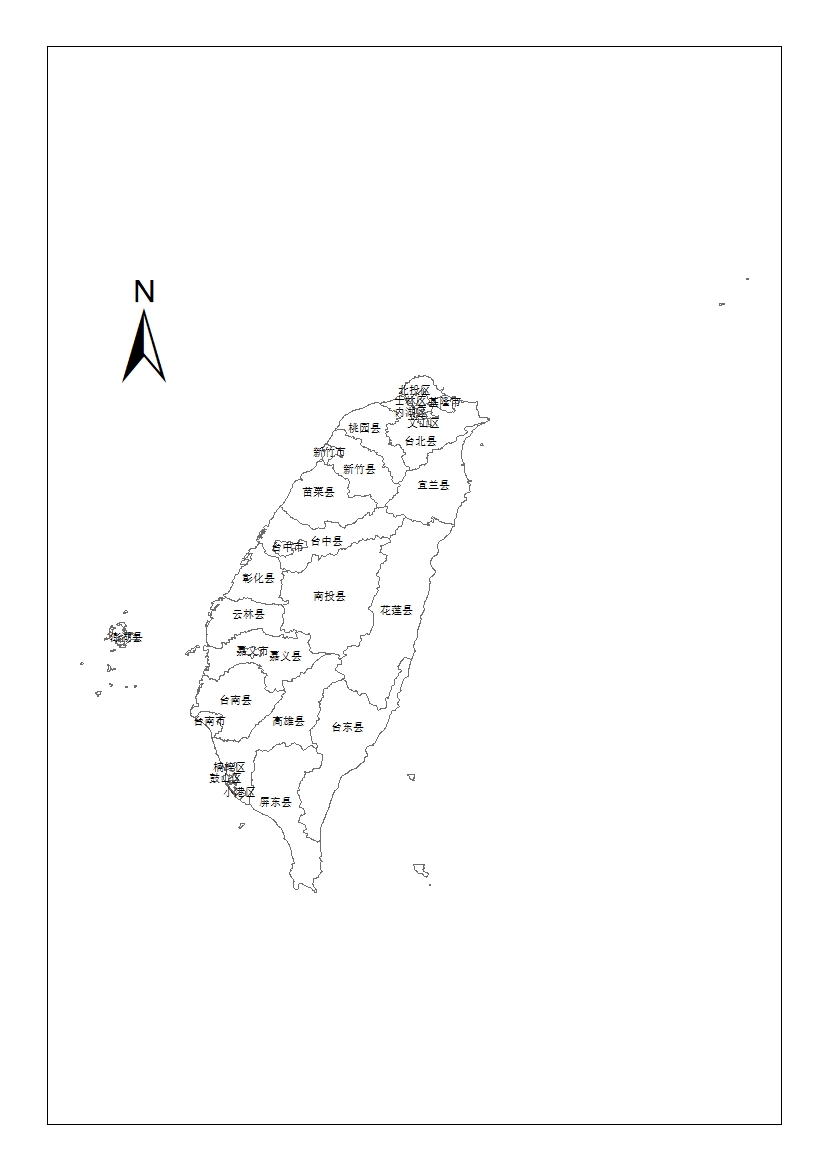 N
北投区
士林区
基隆市
内湖区
文山区
桃园县
台北县
新竹市
新竹县
宜兰县
苗栗县
台中县
台中市
彰化县
南投县
花莲县
云林县
澎湖县
嘉义市
嘉义县
台南县
台南市
高雄县
台东县
楠梓区
鼓山区
小港区
屏东县